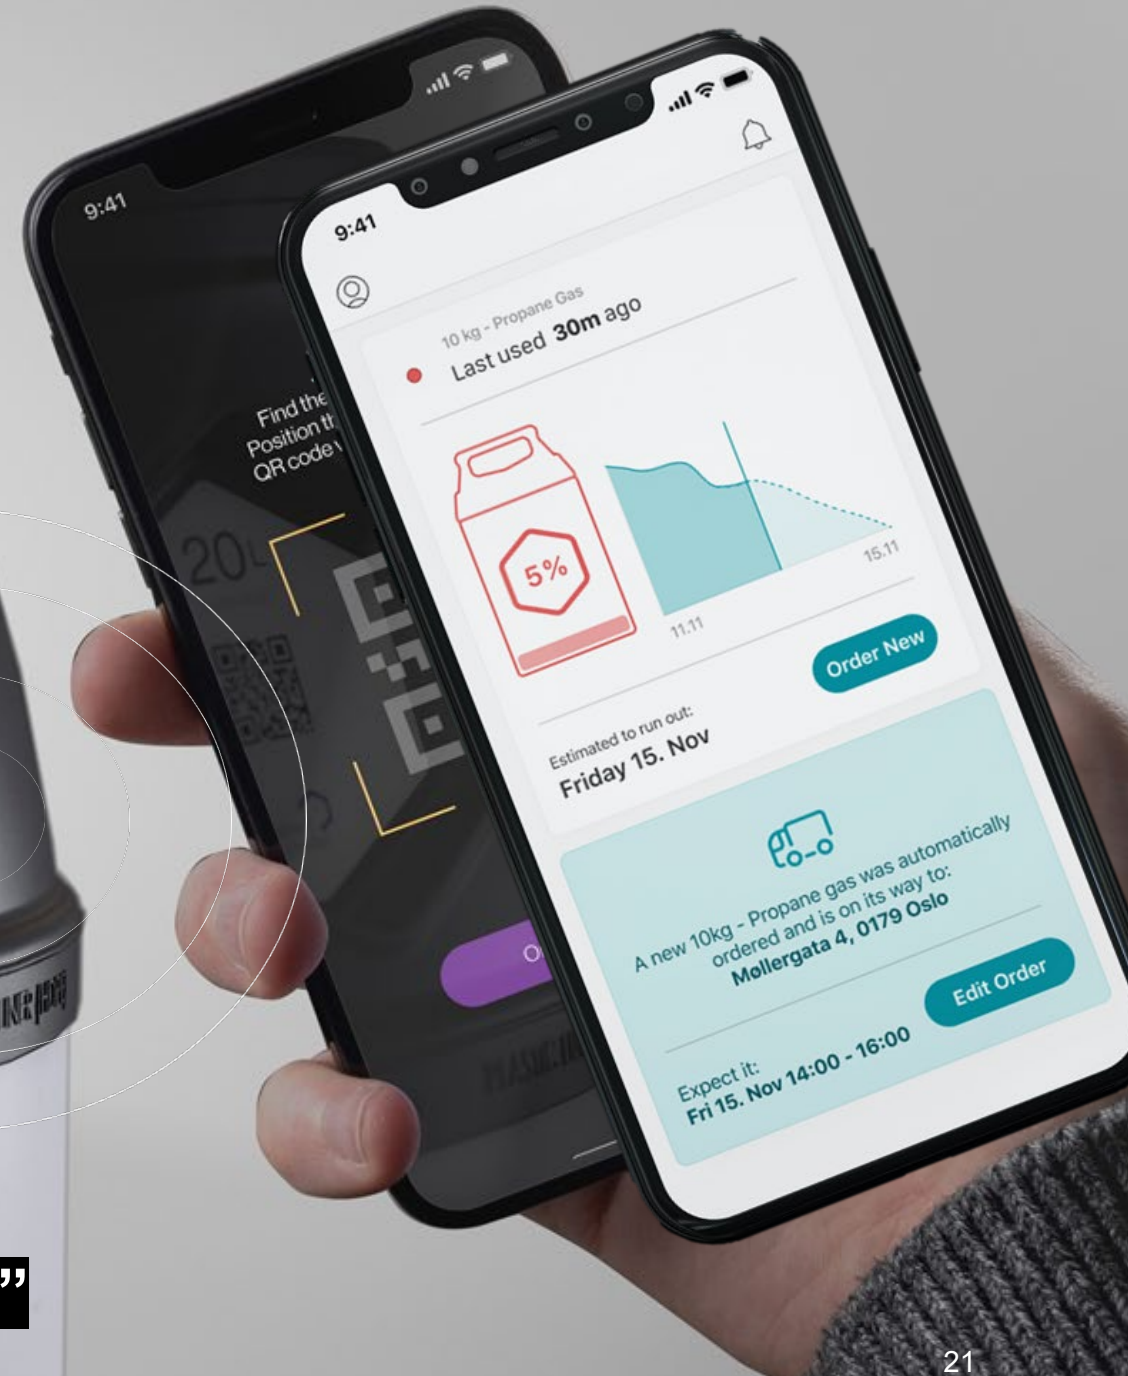 9:41
Find the
Position th
QR code
20L
9:41
10 kg - Propane Gas
Last used 30m ago
5%
11.11
15.11
Order New
Estimated to run out:
Friday 15. Nov
A new 10kg - Propane gas was automatically
ordered and is on its way to:
Møllergata 4, 0179 Oslo
Edit Order
Expect it:
Fri 15. Nov 14:00 - 16:00
”
21